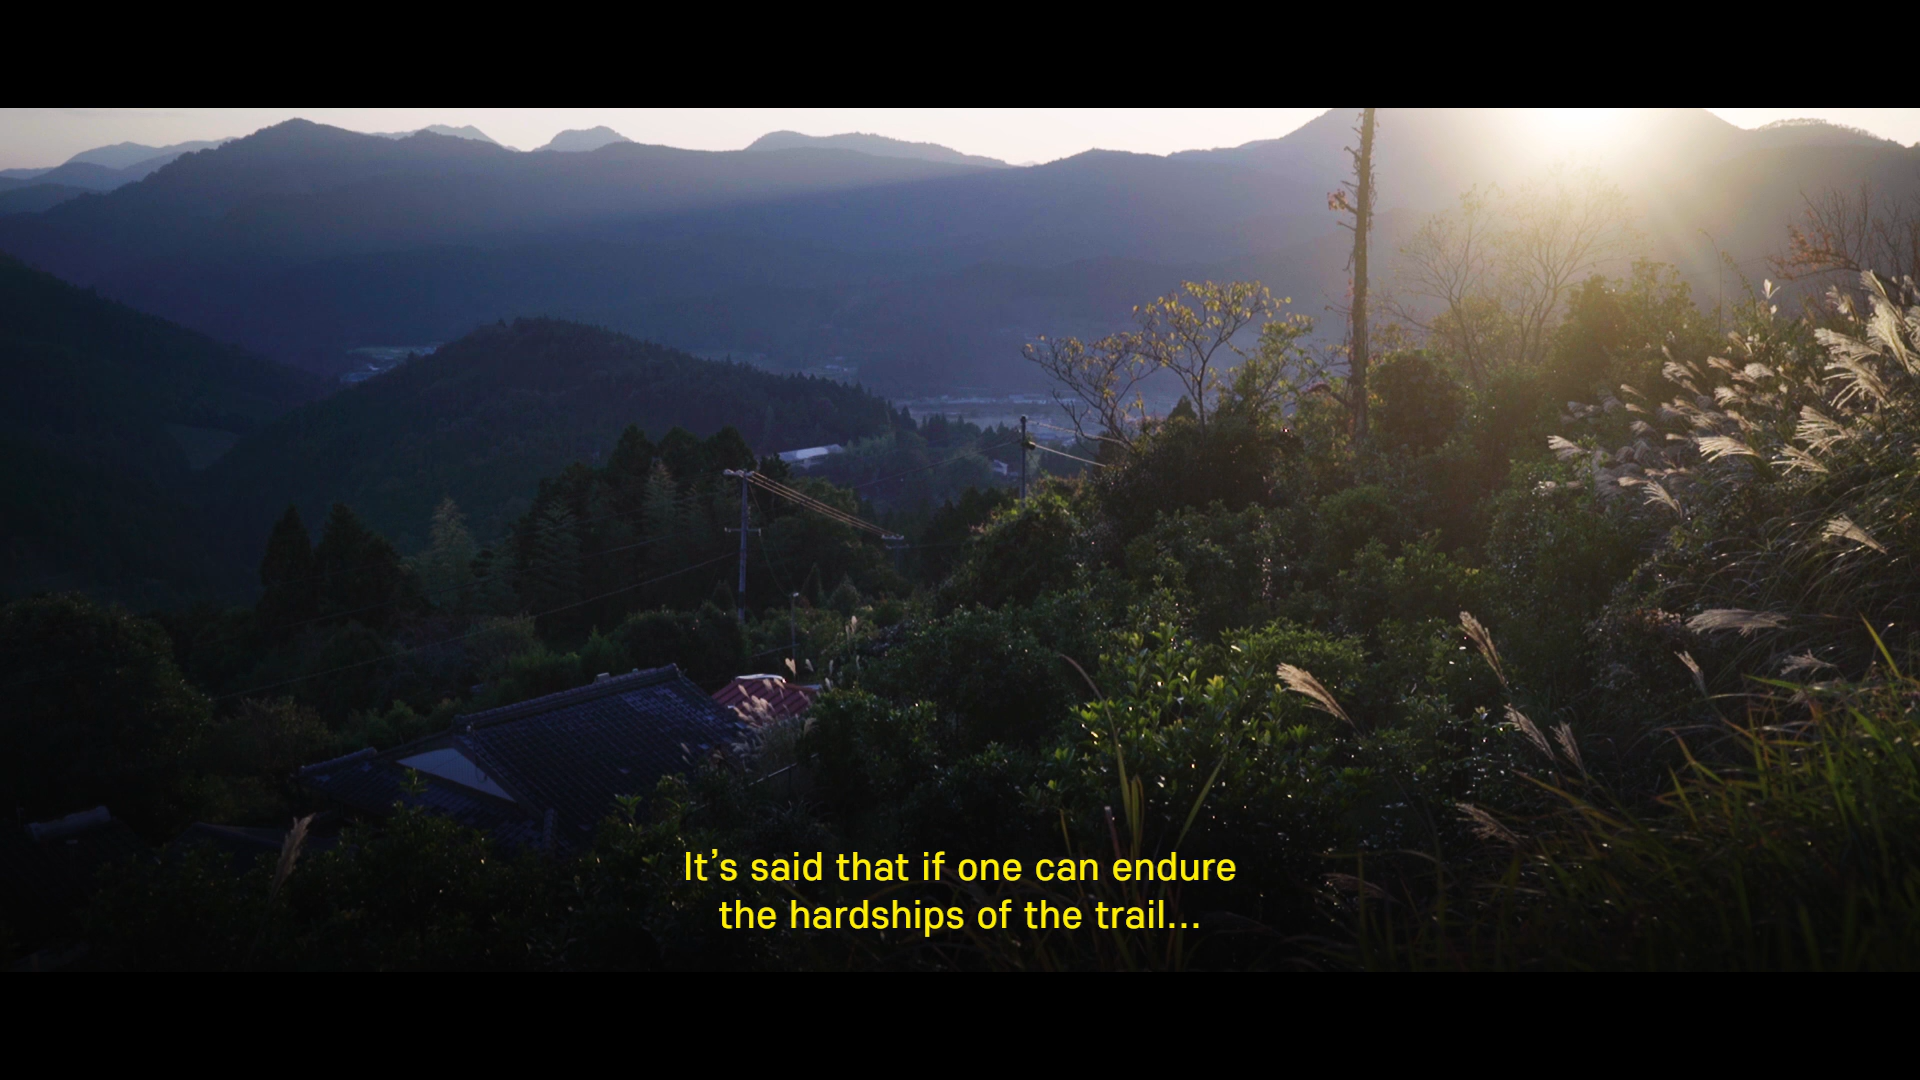 It’s said that if one can endure
the hardships of the trail...